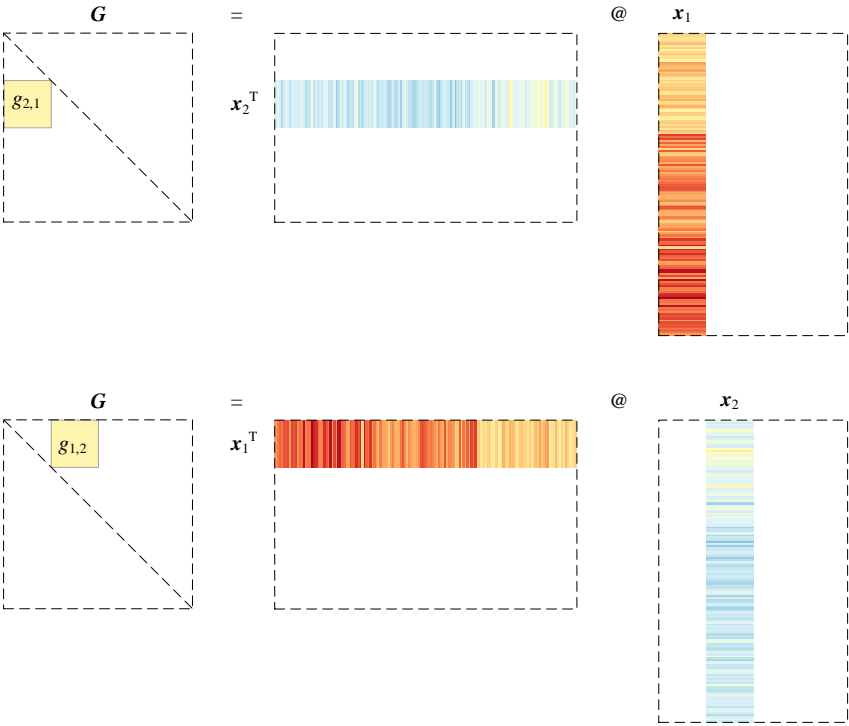 G = @ x₁
g₂,₁ x₂ᵀ
G = @ x₂
g₁,₂ x₁ᵀ